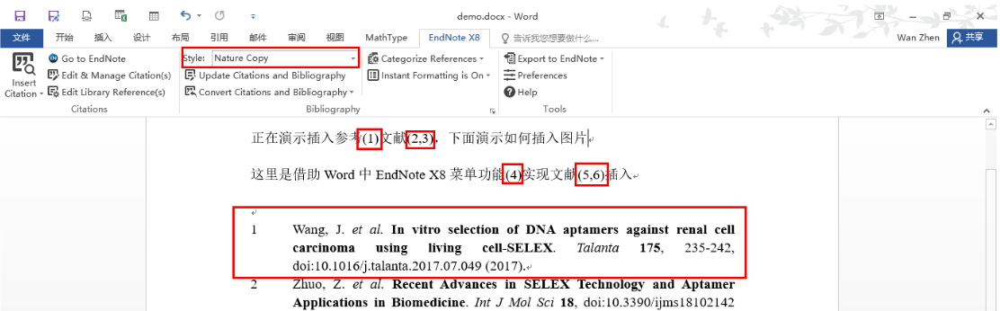 demo.docx - Word
文件 开始 插入 设计 布局 引用 邮件 审阅 视图 MathType EndNote X8 告诉我您想要做什么... Wan Zhen 共享
Insert Citation
Go to EndNote
Edit & Manage Citation(s)
Edit Library Reference(s)
Citations
Style: Nature Copy
Update Citations and Bibliography
Convert Citations and Bibliography
Categorize References
Instant Formatting is On
Bibliography
Export to EndNote
Preferences
Help
Tools
正在演示插入参考(1)文献(2,3)，下面演示如何插入图片
这里是借助 Word 中 EndNote X8 菜单功能(4)实现文献(5,6)插入
1 Wang, J. et al. In vitro selection of DNA aptamers against renal cell
carcinoma using living cell-SELEX. Talanta 175, 235-242,
doi:10.1016/j.talanta.2017.07.049 (2017).
2 Zhuo, Z. et al. Recent Advances in SELEX Technology and Aptamer
Applications in Biomedicine. Int J Mol Sci 18, doi:10.3390/ijms18102142